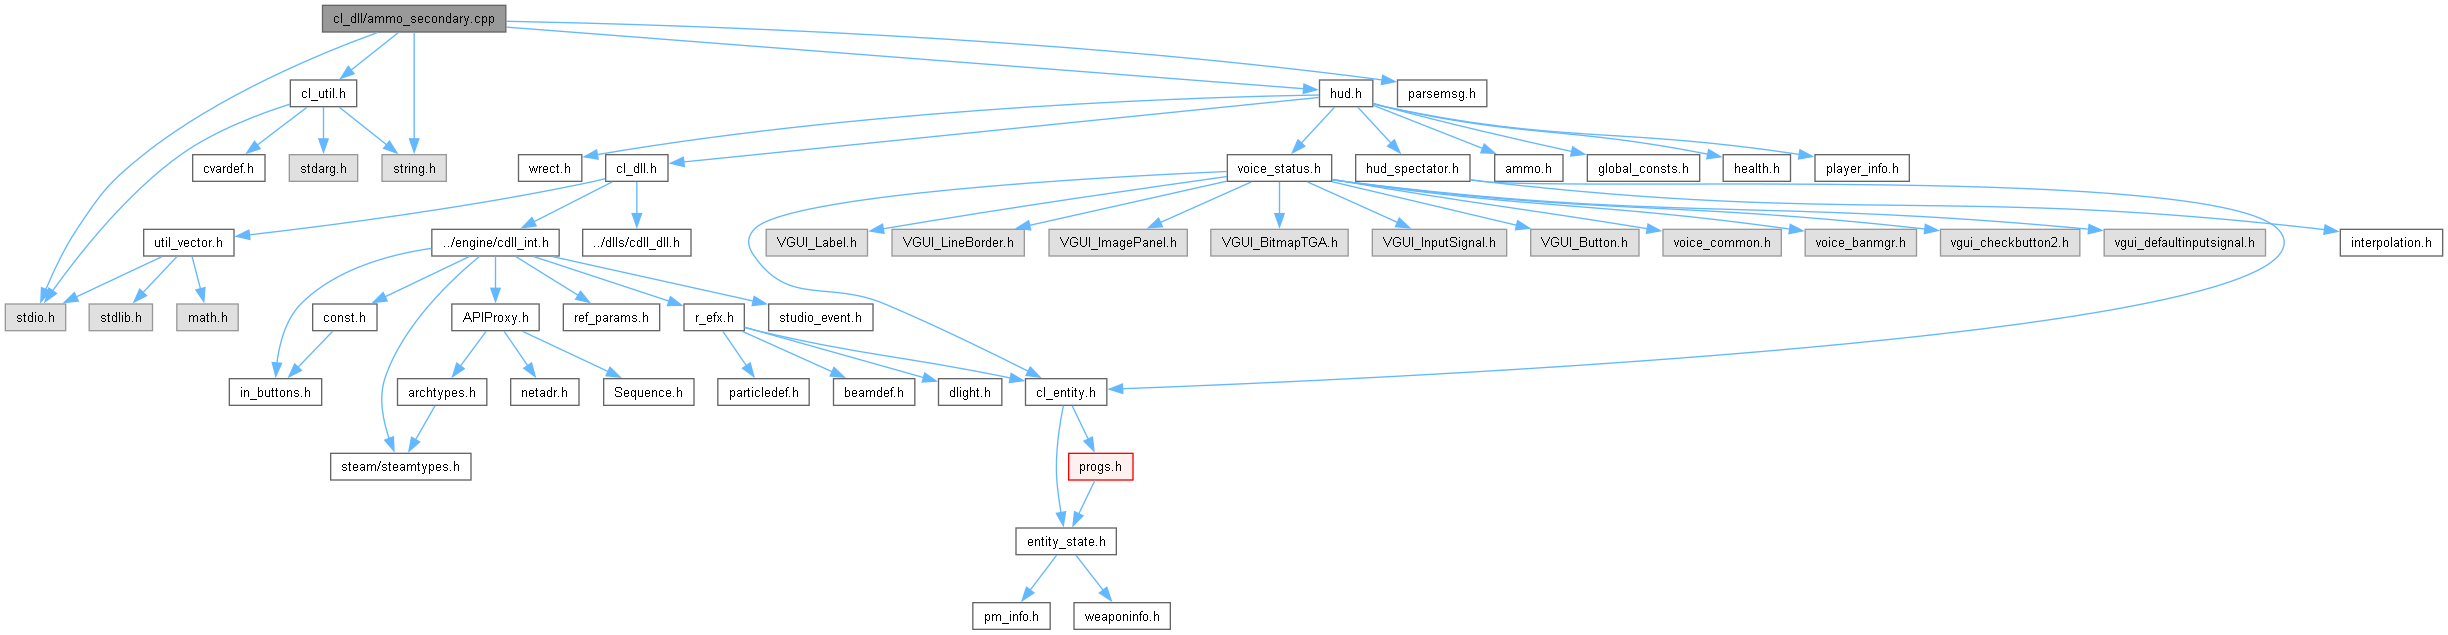 cl_dll/ammo_secondary.cpp
cl_util.h
hud.h
parsemsg.h
cvardef.h
stdarg.h
string.h
wrect.h
cl_dll.h
voice_status.h
hud_spectator.h
ammo.h
global_consts.h
health.h
player_info.h
util_vector.h
../engine/cdll_int.h
../dlls/cdll_dll.h
VGUI_Label.h
VGUI_LineBorder.h
VGUI_ImagePanel.h
VGUI_BitmapTGA.h
VGUI_InputSignal.h
VGUI_Button.h
voice_common.h
voice_banmgr.h
vgui_checkbutton2.h
vgui_defaultinputsignal.h
interpolation.h
stdio.h
stdlib.h
math.h
const.h
APIProxy.h
ref_params.h
r_efx.h
studio_event.h
in_buttons.h
archtypes.h
netadr.h
Sequence.h
particledef.h
beamdef.h
dlight.h
cl_entity.h
steam/steamtypes.h
progs.h
entity_state.h
pm_info.h
weaponinfo.h